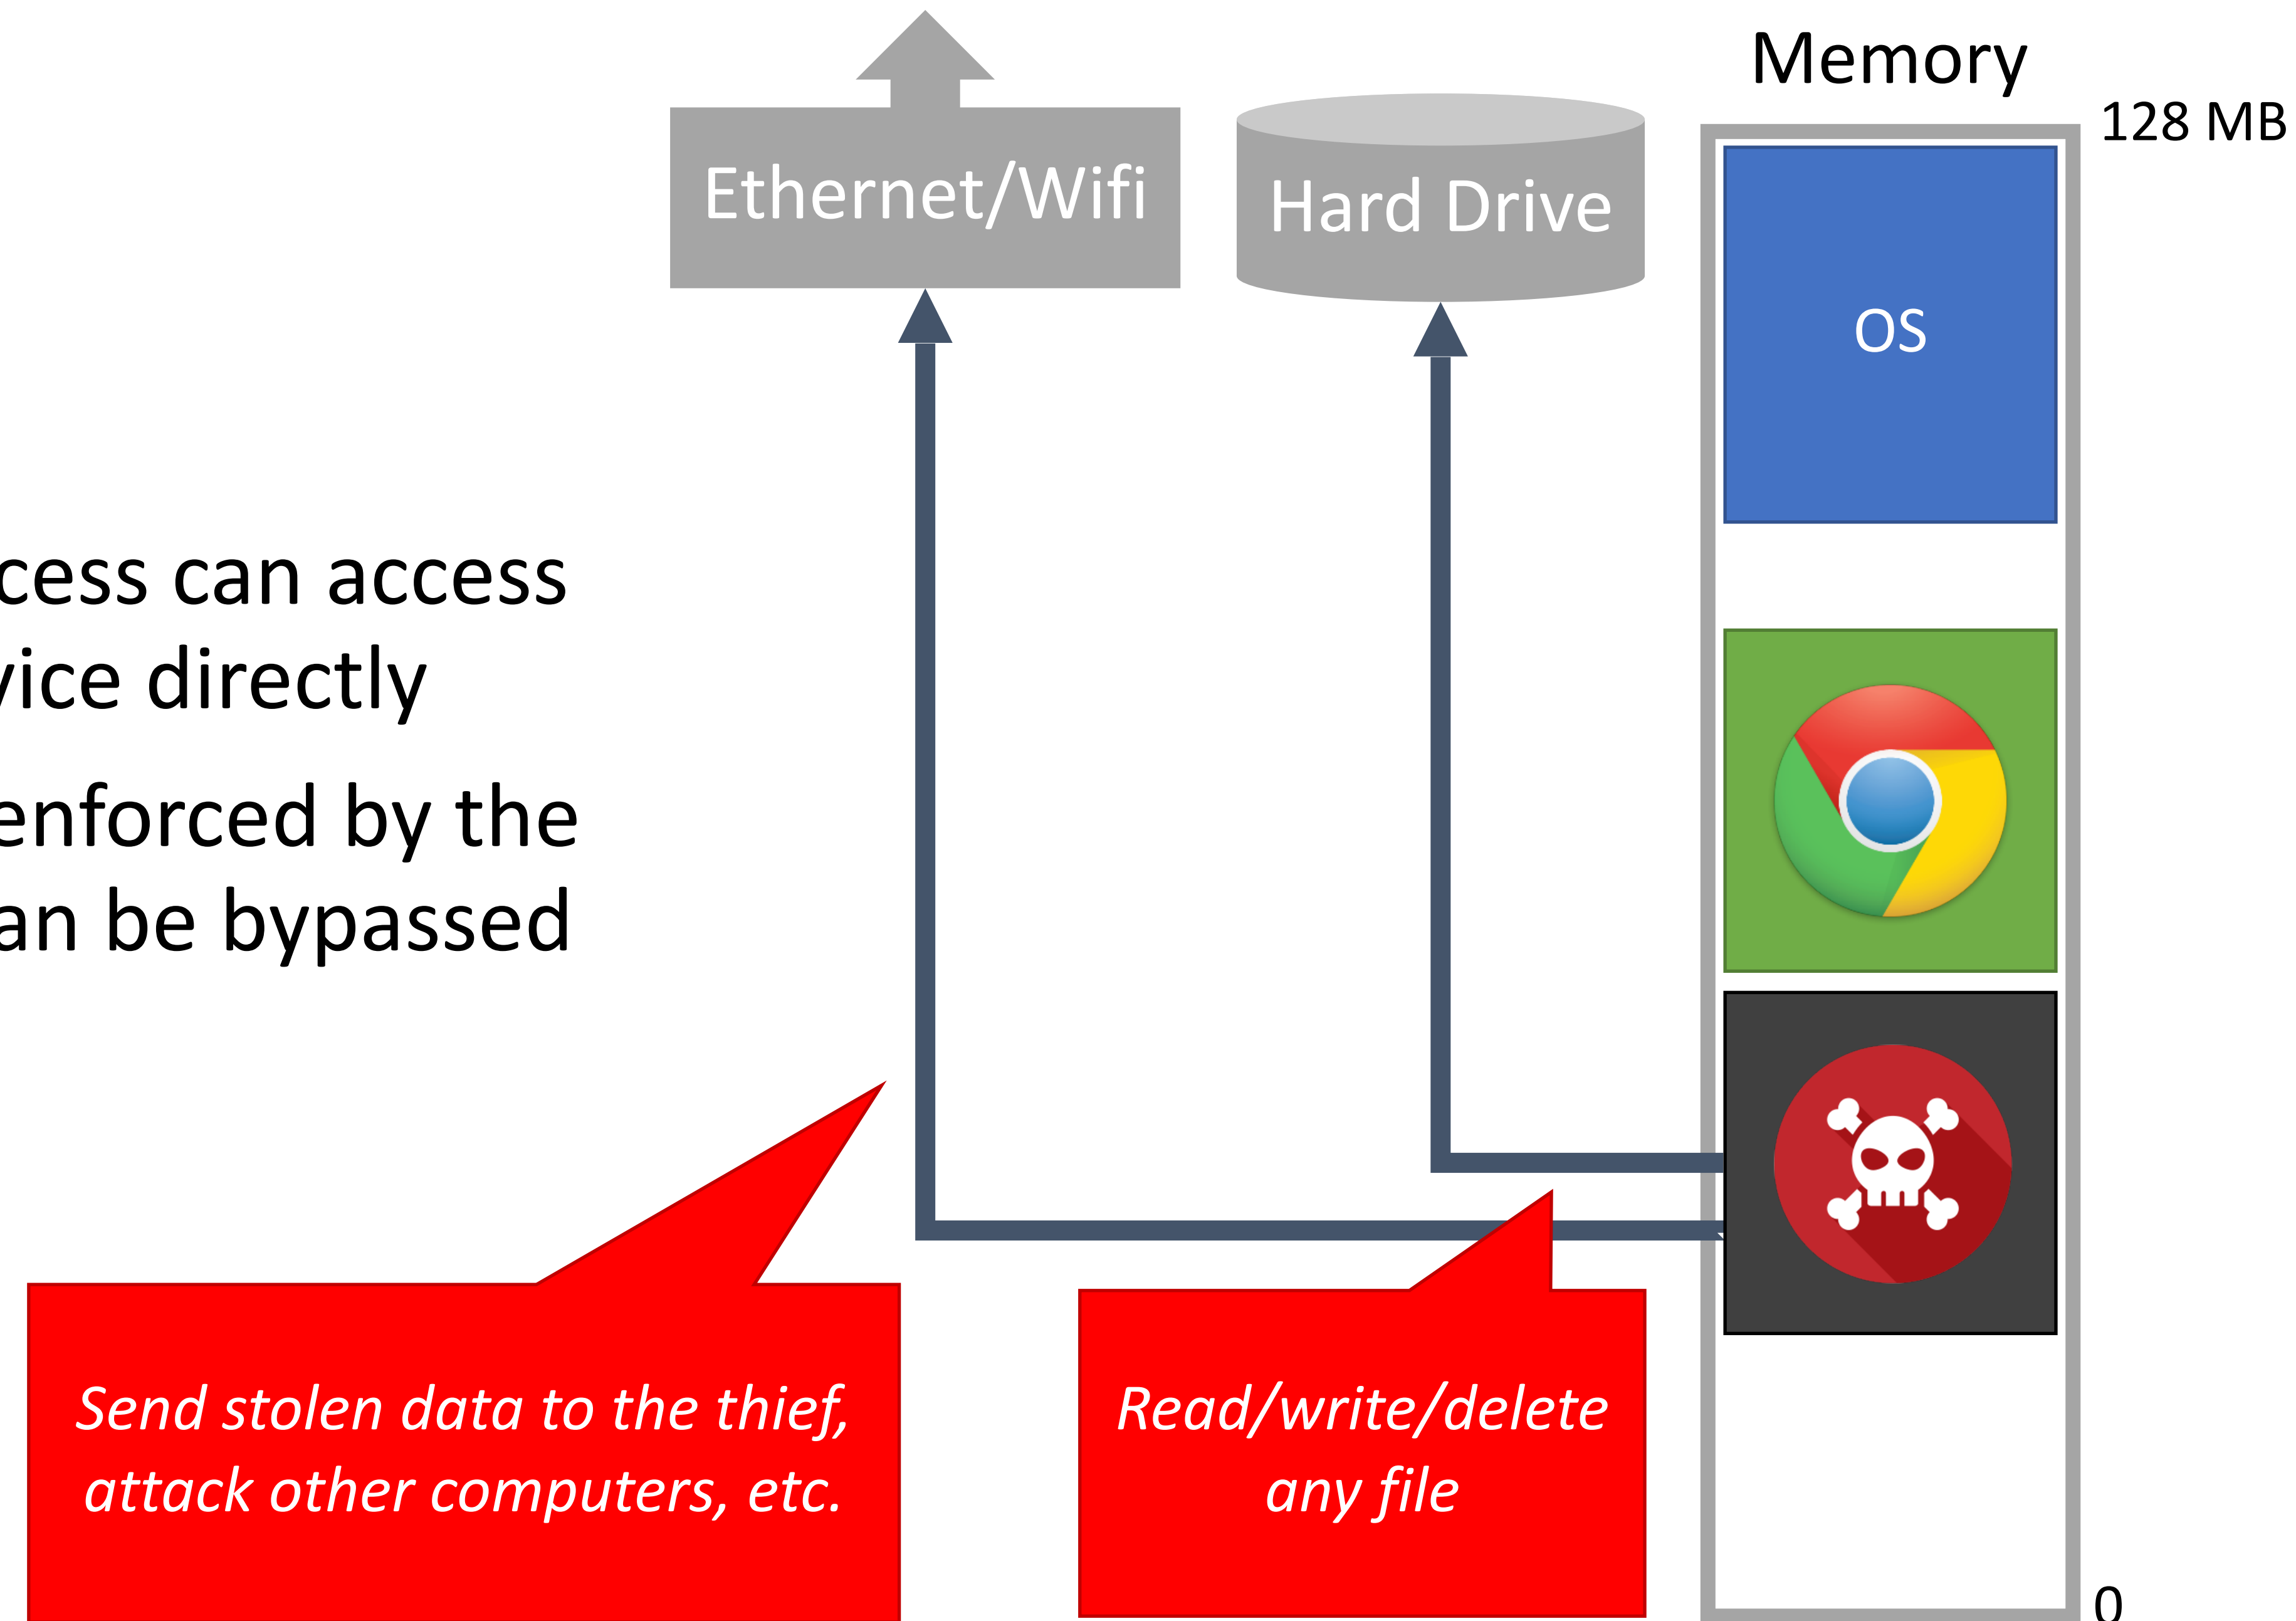 Memory
128 MB
Ethernet/Wifi
Hard Drive
OS
cess can access
vice directly
enforced by the
an be bypassed
Send stolen data to the thief,
attack other computers, etc.
Read/write/delete
any file
0